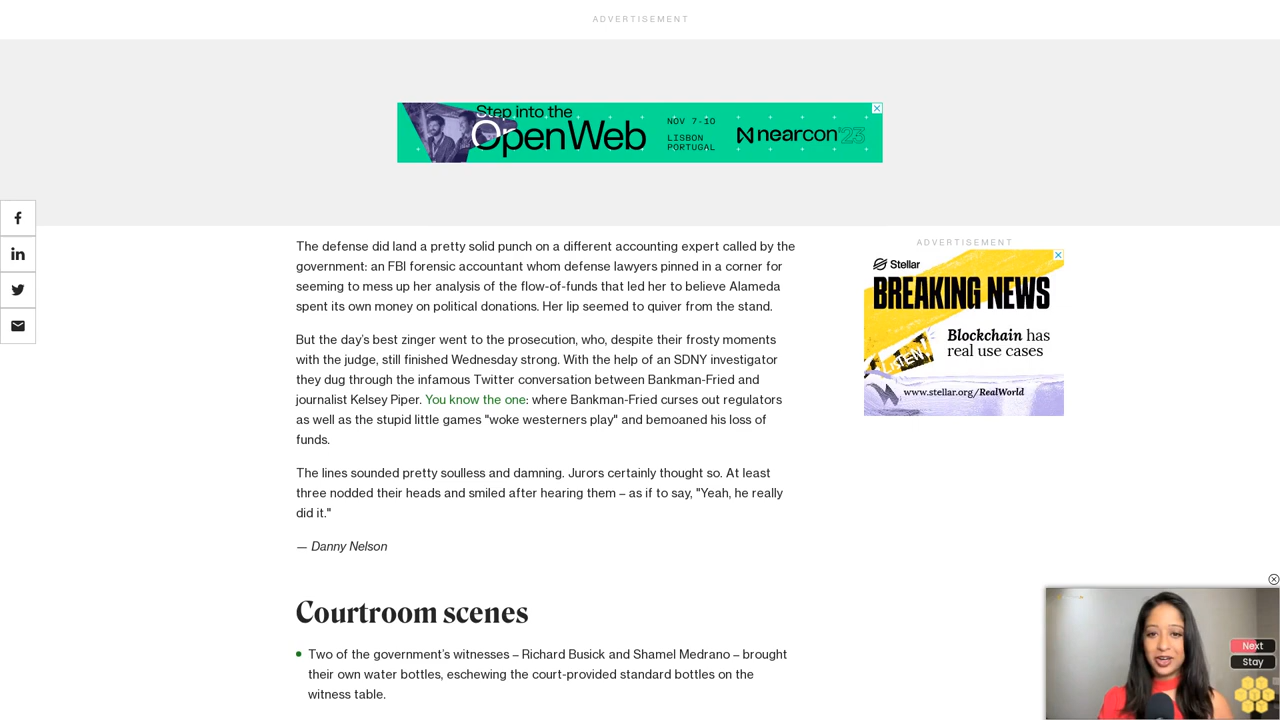 ADVERTISEMENT
Step into the
OpenWeb
NOV 7-10
LISBON
PORTUGAL
nearcon'23
The defense did land a pretty solid punch on a different accounting expert called by the
government: an FBI forensic accountant whom defense lawyers pinned in a corner for
seeming to mess up her analysis of the flow-of-funds that led her to believe Alameda
spent its own money on political donations. Her lip seemed to quiver from the stand.
But the day’s best zinger went to the prosecution, who, despite their frosty moments
with the judge, still finished Wednesday strong. With the help of an SDNY investigator
they dug through the infamous Twitter conversation between Bankman-Fried and
journalist Kelsey Piper. You know the one: where Bankman-Fried curses out regulators
as well as the stupid little games "woke westerners play" and bemoaned his loss of
funds.
The lines sounded pretty soulless and damning. Jurors certainly thought so. At least
three nodded their heads and smiled after hearing them – as if to say, "Yeah, he really
did it."
— Danny Nelson
Courtroom scenes
Two of the government’s witnesses – Richard Busick and Shamel Medrano – brought
their own water bottles, eschewing the court-provided standard bottles on the
witness table.
ADVERTISEMENT
Stellar
BREAKING NEWS
LISTEN!
Blockchain has
real use cases
www.stellar.org/RealWorld
Next
Stay